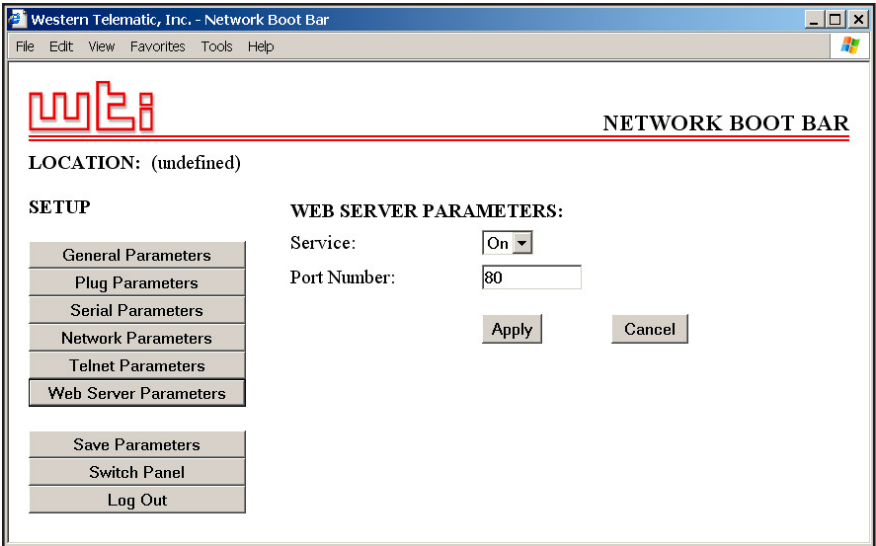 Western Telematic, Inc. - Network Boot Bar
File Edit View Favorites Tools Help
wti
NETWORK BOOT BAR
LOCATION: (undefined)
SETUP
General Parameters
Plug Parameters
Serial Parameters
Network Parameters
Telnet Parameters
Web Server Parameters
Save Parameters
Switch Panel
Log Out
WEB SERVER PARAMETERS:
Service: On
Port Number: 80
Apply Cancel